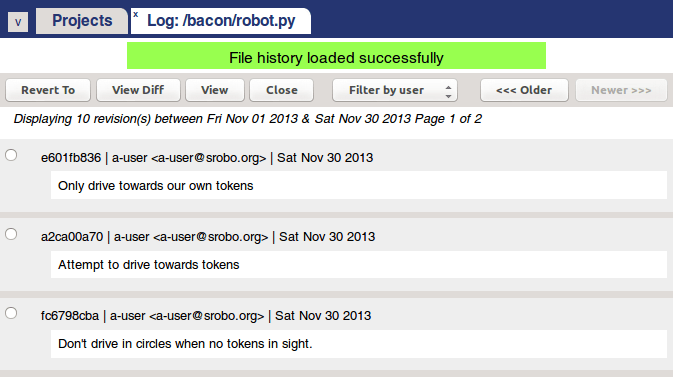 v Projects x Log: /bacon/robot.py
File history loaded successfully
Revert To View Diff View Close Filter by user <<< Older Newer >>>
Displaying 10 revision(s) between Fri Nov 01 2013 & Sat Nov 30 2013 Page 1 of 2
e601fb836 | a-user <a-user@srobo.org> | Sat Nov 30 2013
Only drive towards our own tokens
a2ca00a70 | a-user <a-user@srobo.org> | Sat Nov 30 2013
Attempt to drive towards tokens
fc6798cba | a-user <a-user@srobo.org> | Sat Nov 30 2013
Don't drive in circles when no tokens in sight.